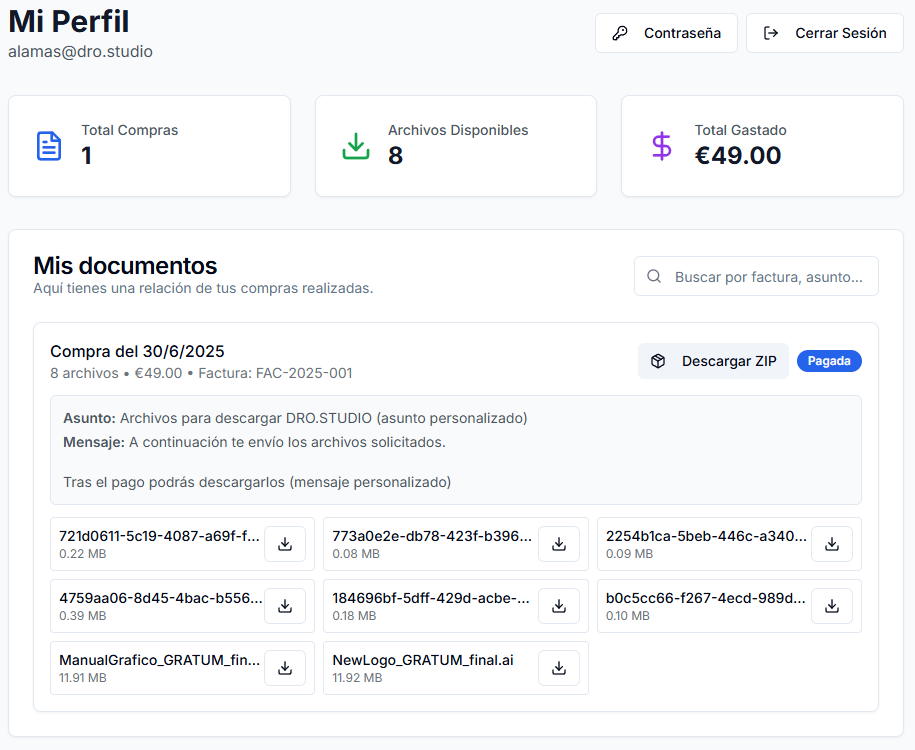 Mi Perfil
alamas@dro.studio
Contraseña
Cerrar Sesión
Total Compras
1
Archivos Disponibles
8
Total Gastado
€49.00
Mis documentos
Aquí tienes una relación de tus compras realizadas.
Buscar por factura, asunto...
Compra del 30/6/2025
8 archivos • €49.00 • Factura: FAC-2025-001
Descargar ZIP
Pagada
Asunto: Archivos para descargar DRO.STUDIO (asunto personalizado)
Mensaje: A continuación te envío los archivos solicitados.
Tras el pago podrás descargarlos (mensaje personalizado)
721d0611-5c19-4087-a69f-f...
0.22 MB
773a0e2e-db78-423f-b396...
0.08 MB
2254b1ca-5beb-446c-a340...
0.09 MB
4759aa06-8d45-4bac-b556...
0.39 MB
184696bf-5dff-429d-acbe-...
0.18 MB
b0c5cc66-f267-4ecd-989d...
0.10 MB
ManualGrafico_GRATUM_fin...
11.91 MB
NewLogo_GRATUM_final.ai
11.92 MB